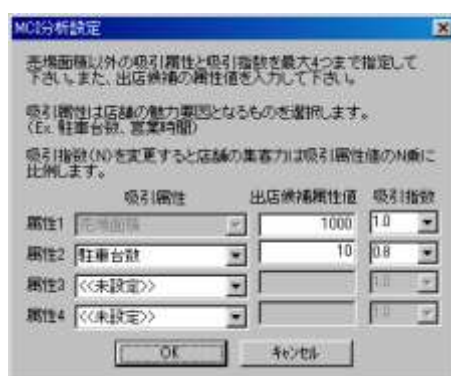 MCI分析設定
売場面積以外の吸引属性と吸引指数を最大4つまで指定して
下さい。また、出店候補の属性値を入力して下さい。
吸引属性は店舗の魅力要因となるものを選択します。
(Ex. 駐車台数、営業時間)
吸引指数(N)を変更すると店舗の集客力は吸引属性値のN乗に
比例します。
吸引属性 出店候補属性値 吸引指数
属性1 売場面積 1000 1.0
属性2 駐車台数 10 0.8
属性3 <<未設定>> 1.0
属性4 <<未設定>> 1.0
OK キャンセル